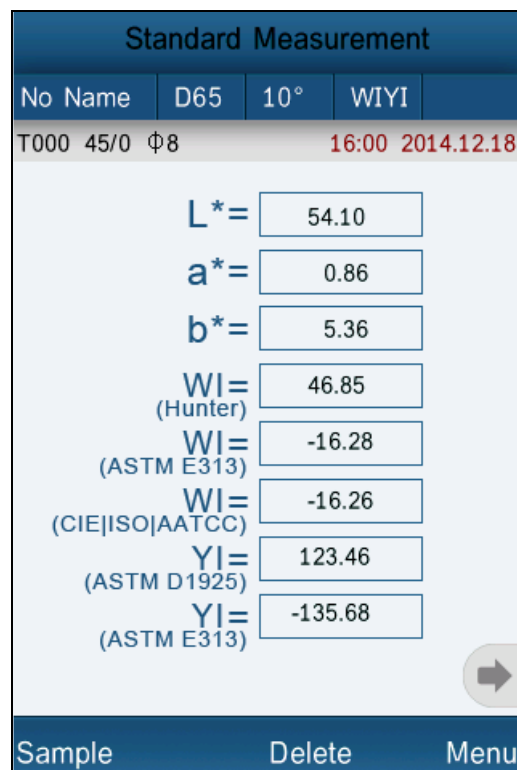 Standard Measurement
No Name D65 10° WIYI
T000 45/0 Φ8 16:00 2014.12.18
L*= 54.10
a*= 0.86
b*= 5.36
WI= 46.85
(Hunter)
WI= -16.28
(ASTM E313)
WI= -16.26
(CIE|ISO|AATCC)
YI= 123.46
(ASTM D1925)
YI= -135.68
(ASTM E313)
Sample Delete Menu